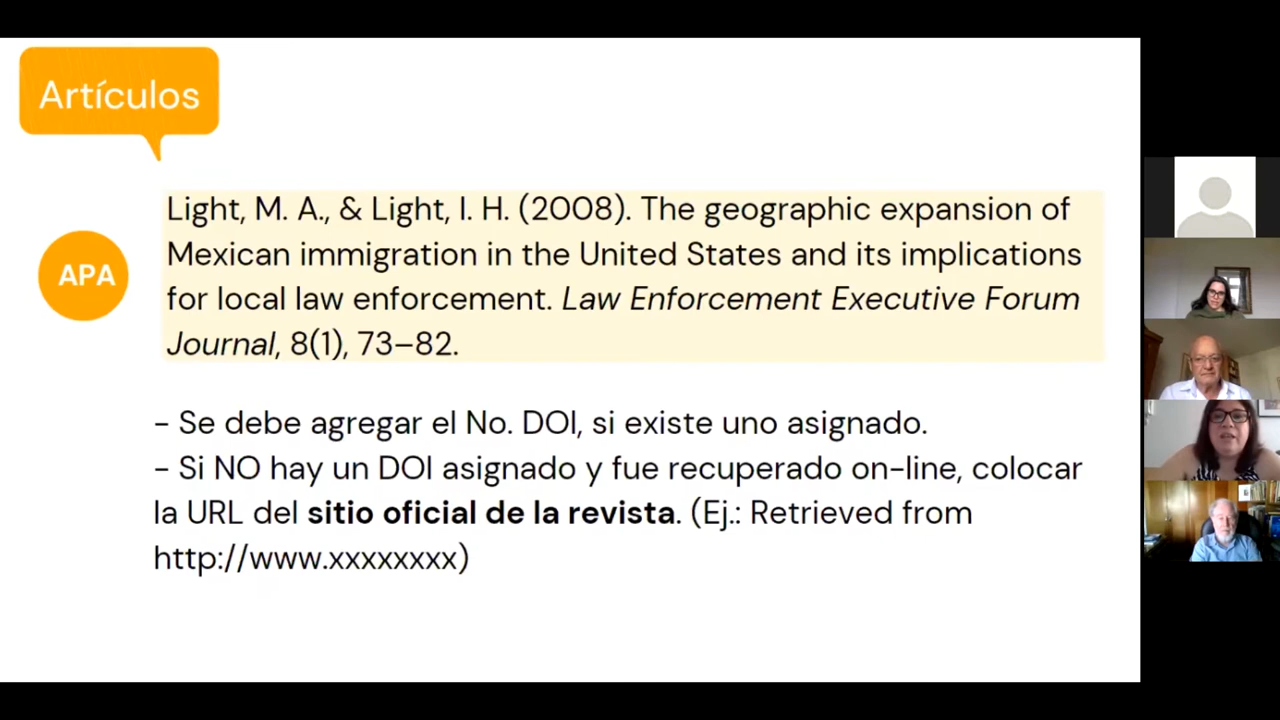 Artículos
APA
Light, M. A., & Light, I. H. (2008). The geographic expansion of
Mexican immigration in the United States and its implications
for local law enforcement. Law Enforcement Executive Forum
Journal, 8(1), 73–82.
- Se debe agregar el No. DOI, si existe uno asignado.
- Si NO hay un DOI asignado y fue recuperado on-line, colocar
la URL del sitio oficial de la revista. (Ej.: Retrieved from
http://www.xxxxxxxx)